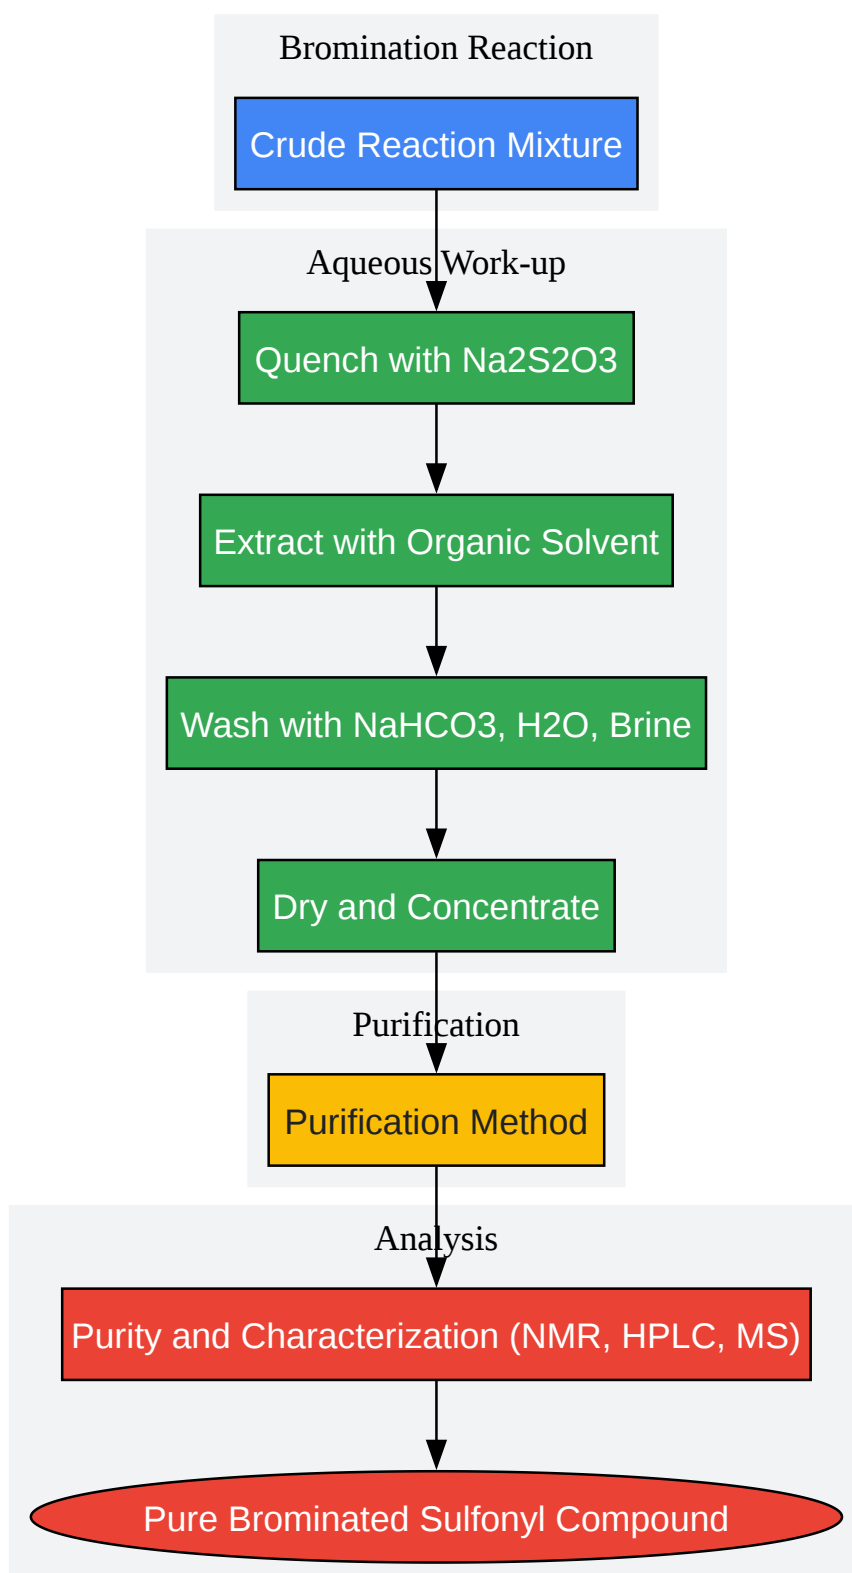 Bromination Reaction
Crude Reaction Mixture
Aqueous Work-up
Quench with Na2S2O3
Extract with Organic Solvent
Wash with NaHCO3, H2O, Brine
Dry and Concentrate
Purification
Purification Method
Analysis
Purity and Characterization (NMR, HPLC, MS)
Pure Brominated Sulfonyl Compound